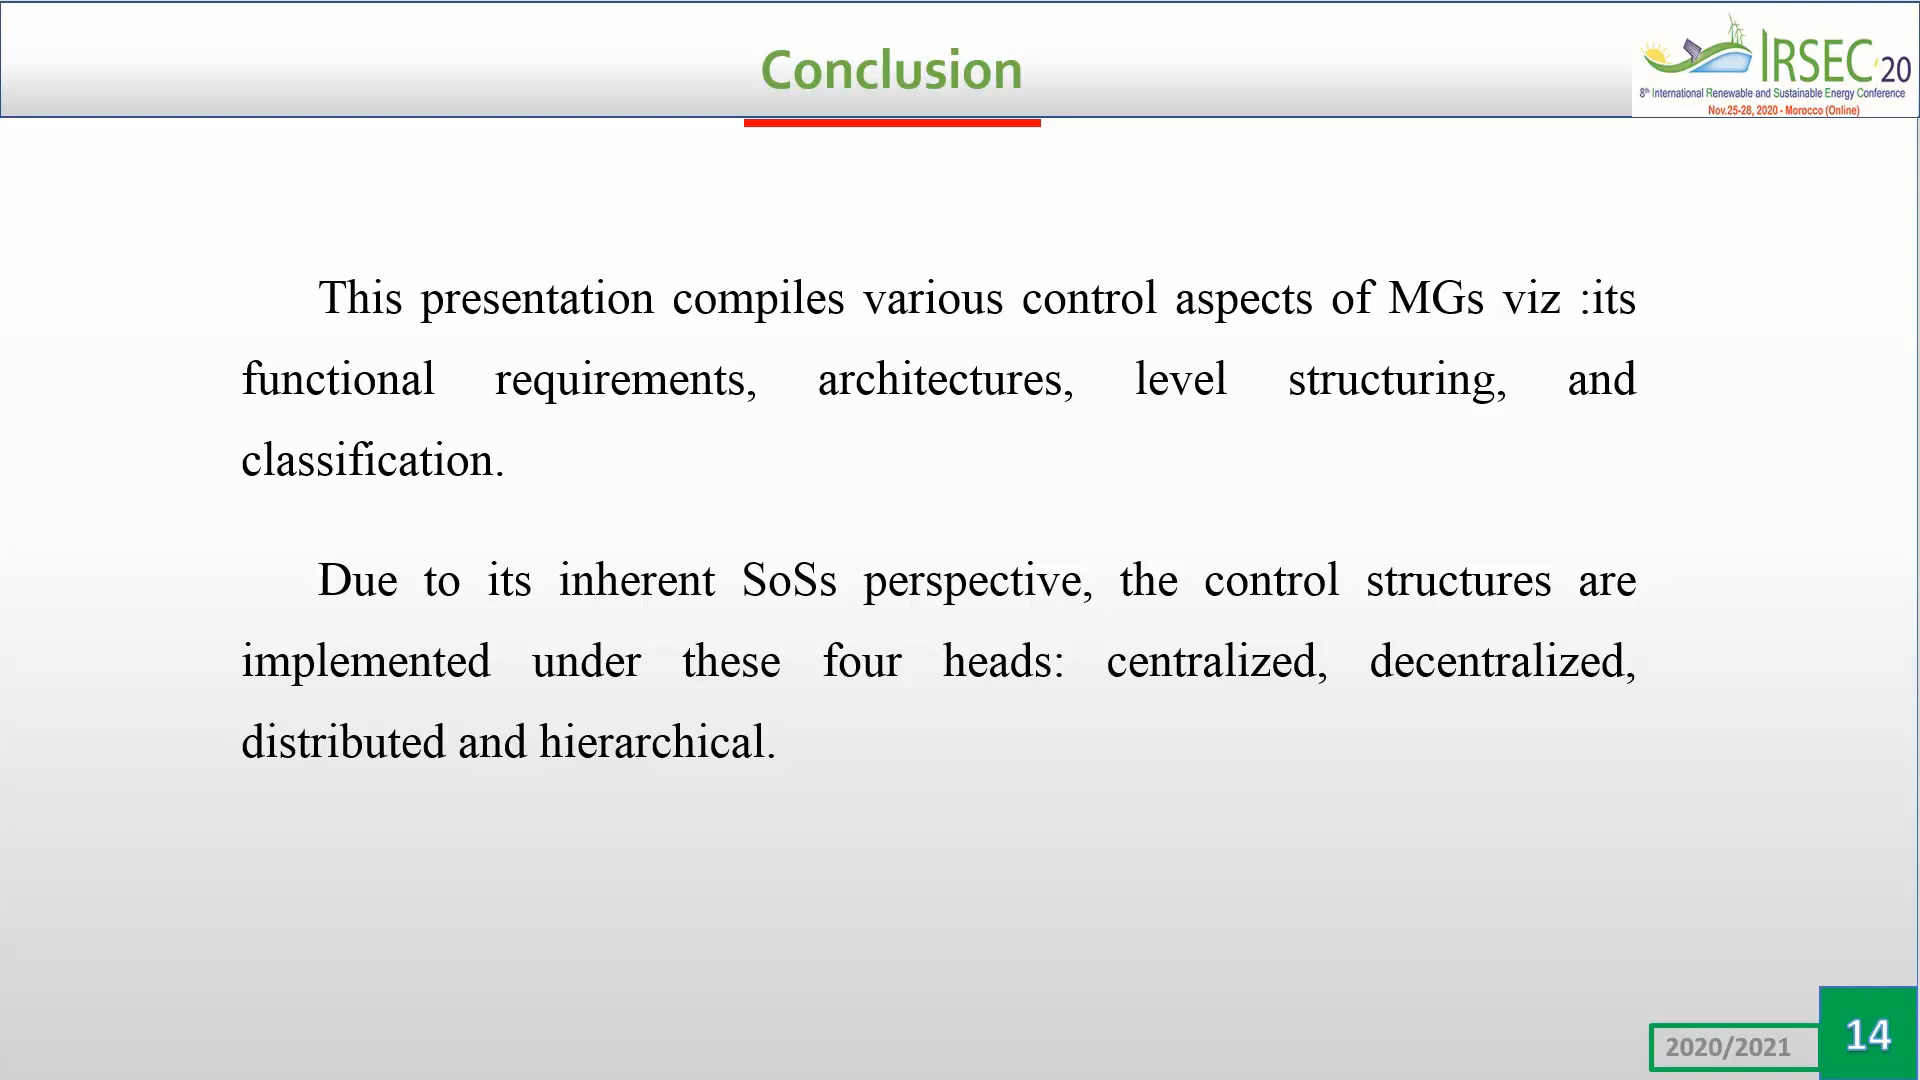 Conclusion
IRSEC'20
8th International Renewable and Sustainable Energy Conference
Nov.25-28, 2020 - Morocco (Online)
This presentation compiles various control aspects of MGs viz :its
functional requirements, architectures, level structuring, and
classification.
Due to its inherent SoSs perspective, the control structures are
implemented under these four heads: centralized, decentralized,
distributed and hierarchical.
2020/2021
14